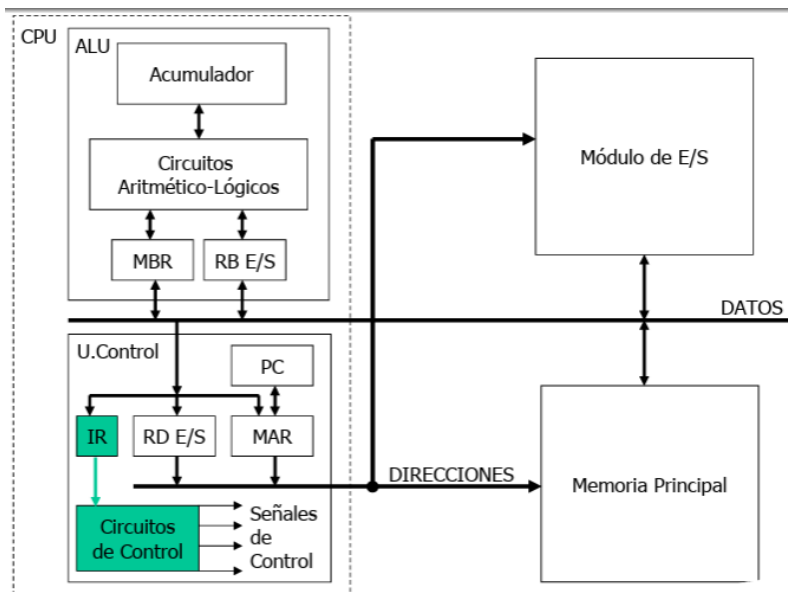 CPU
ALU
Acumulador
Circuitos
Aritmético-Lógicos
MBR
RB E/S
Módulo de E/S
DATOS
U.Control
PC
IR
RD E/S
MAR
DIRECCIONES
Memoria Principal
Circuitos
de Control
Señales
de
Control